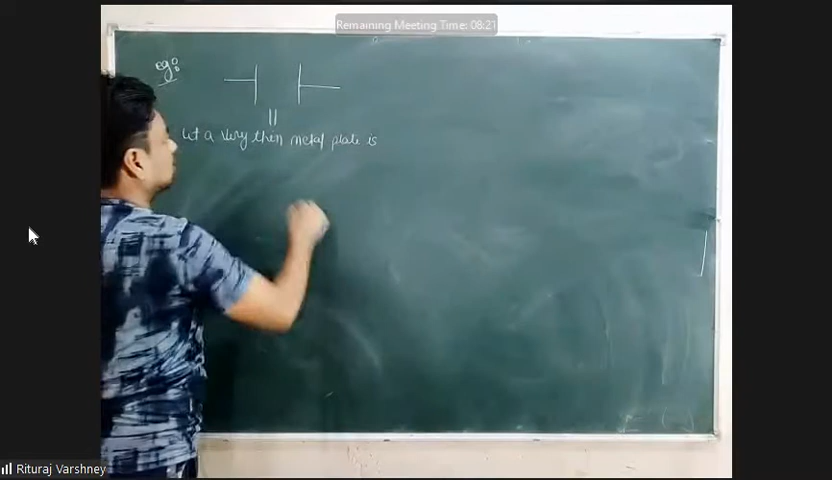 Remaining Meeting Time: 08:21
eg:
Let a very thin metal plate is
Rituraj Varshney